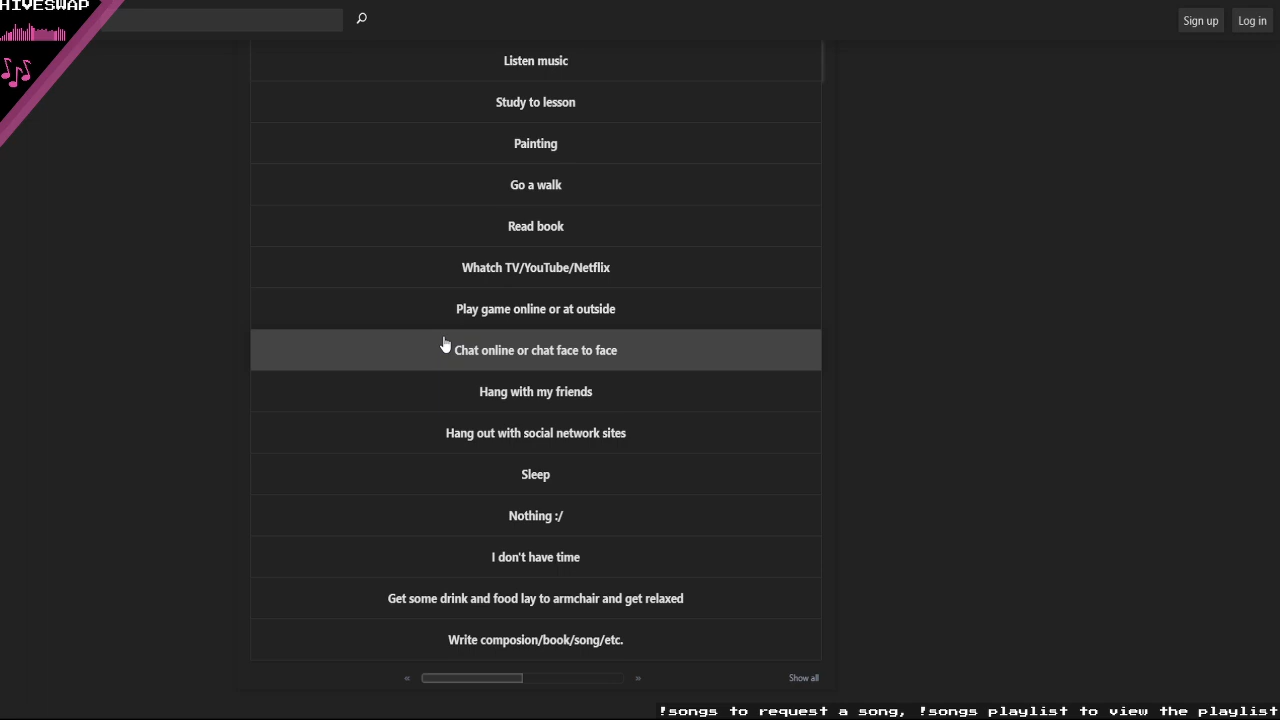 HIVESWAP
Sign up
Log in
Listen music
Study to lesson
Painting
Go a walk
Read book
Whatch TV/YouTube/Netflix
Play game online or at outside
Chat online or chat face to face
Hang with my friends
Hang out with social network sites
Sleep
Nothing :/
I don't have time
Get some drink and food lay to armchair and get relaxed
Write composion/book/song/etc.
« » Show all
!songs to request a song, !songs playlist to view the playlist